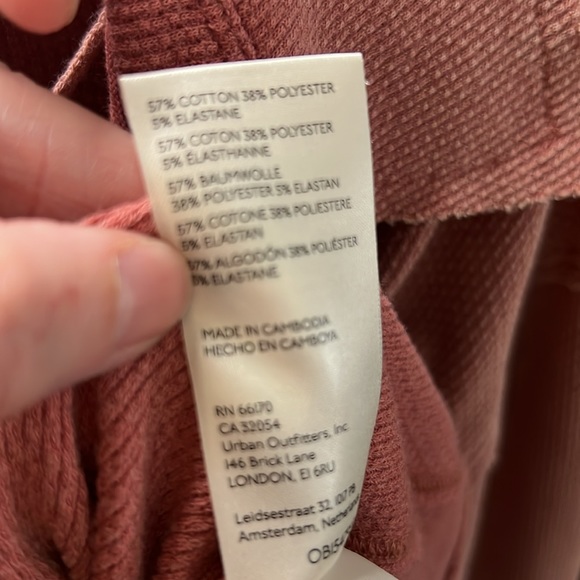 57% COTTON 38% POLYESTER
5% ELASTANE
57% COTON 38% POLYESTER
5% ÉLASTHANNE
57% BAUMWOLLE
38% POLYESTER 5% ELASTAN
57% COTONE 38% POLIESTERE
5% ELASTAN
57% ALGODÓN 38% POLIÉSTER
5% ELASTANE
MADE IN CAMBODIA
HECHO EN CAMBOYA
RN 66170
CA 32054
Urban Outfitters, Inc
146 Brick Lane
LONDON, E1 6RU
Leidsestraat 32, 1017 PB
Amsterdam,